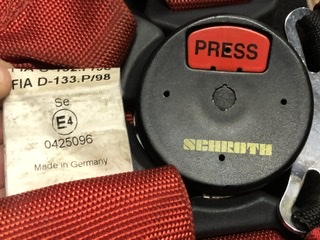 FIA D-133.P/98
Se
E4
0425096
Made in Germany
PRESS
SCHROTH